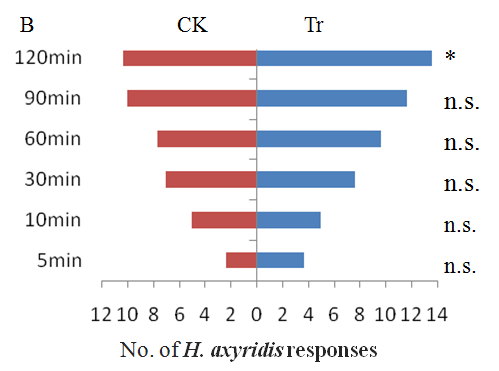 B CK Tr
120min *
90min n.s.
60min n.s.
30min n.s.
10min n.s.
5min n.s.
12 10 8 6 4 2 0 2 4 6 8 10 12 14
No. of H. axyridis responses